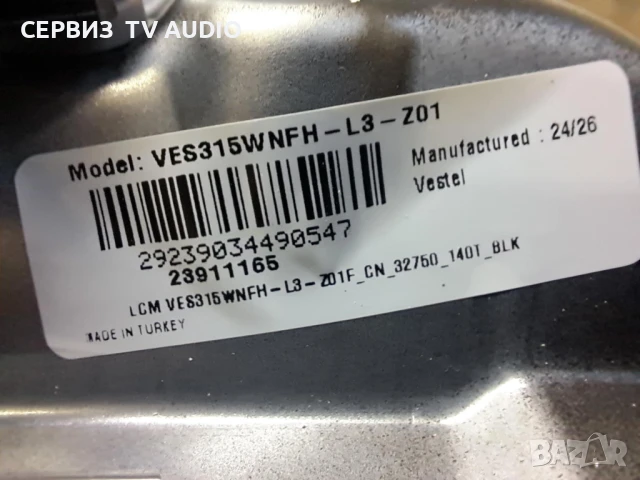 СЕРВИЗ TV AUDIO
Model: VES315WNFH-L3-Z01
Manufactured : 24/26
Vestel
29239034490547
23911165
LCM VES315WNFH-L3-Z01F_CN_32750_140T_BLK
MADE IN TURKEY
BAZAR